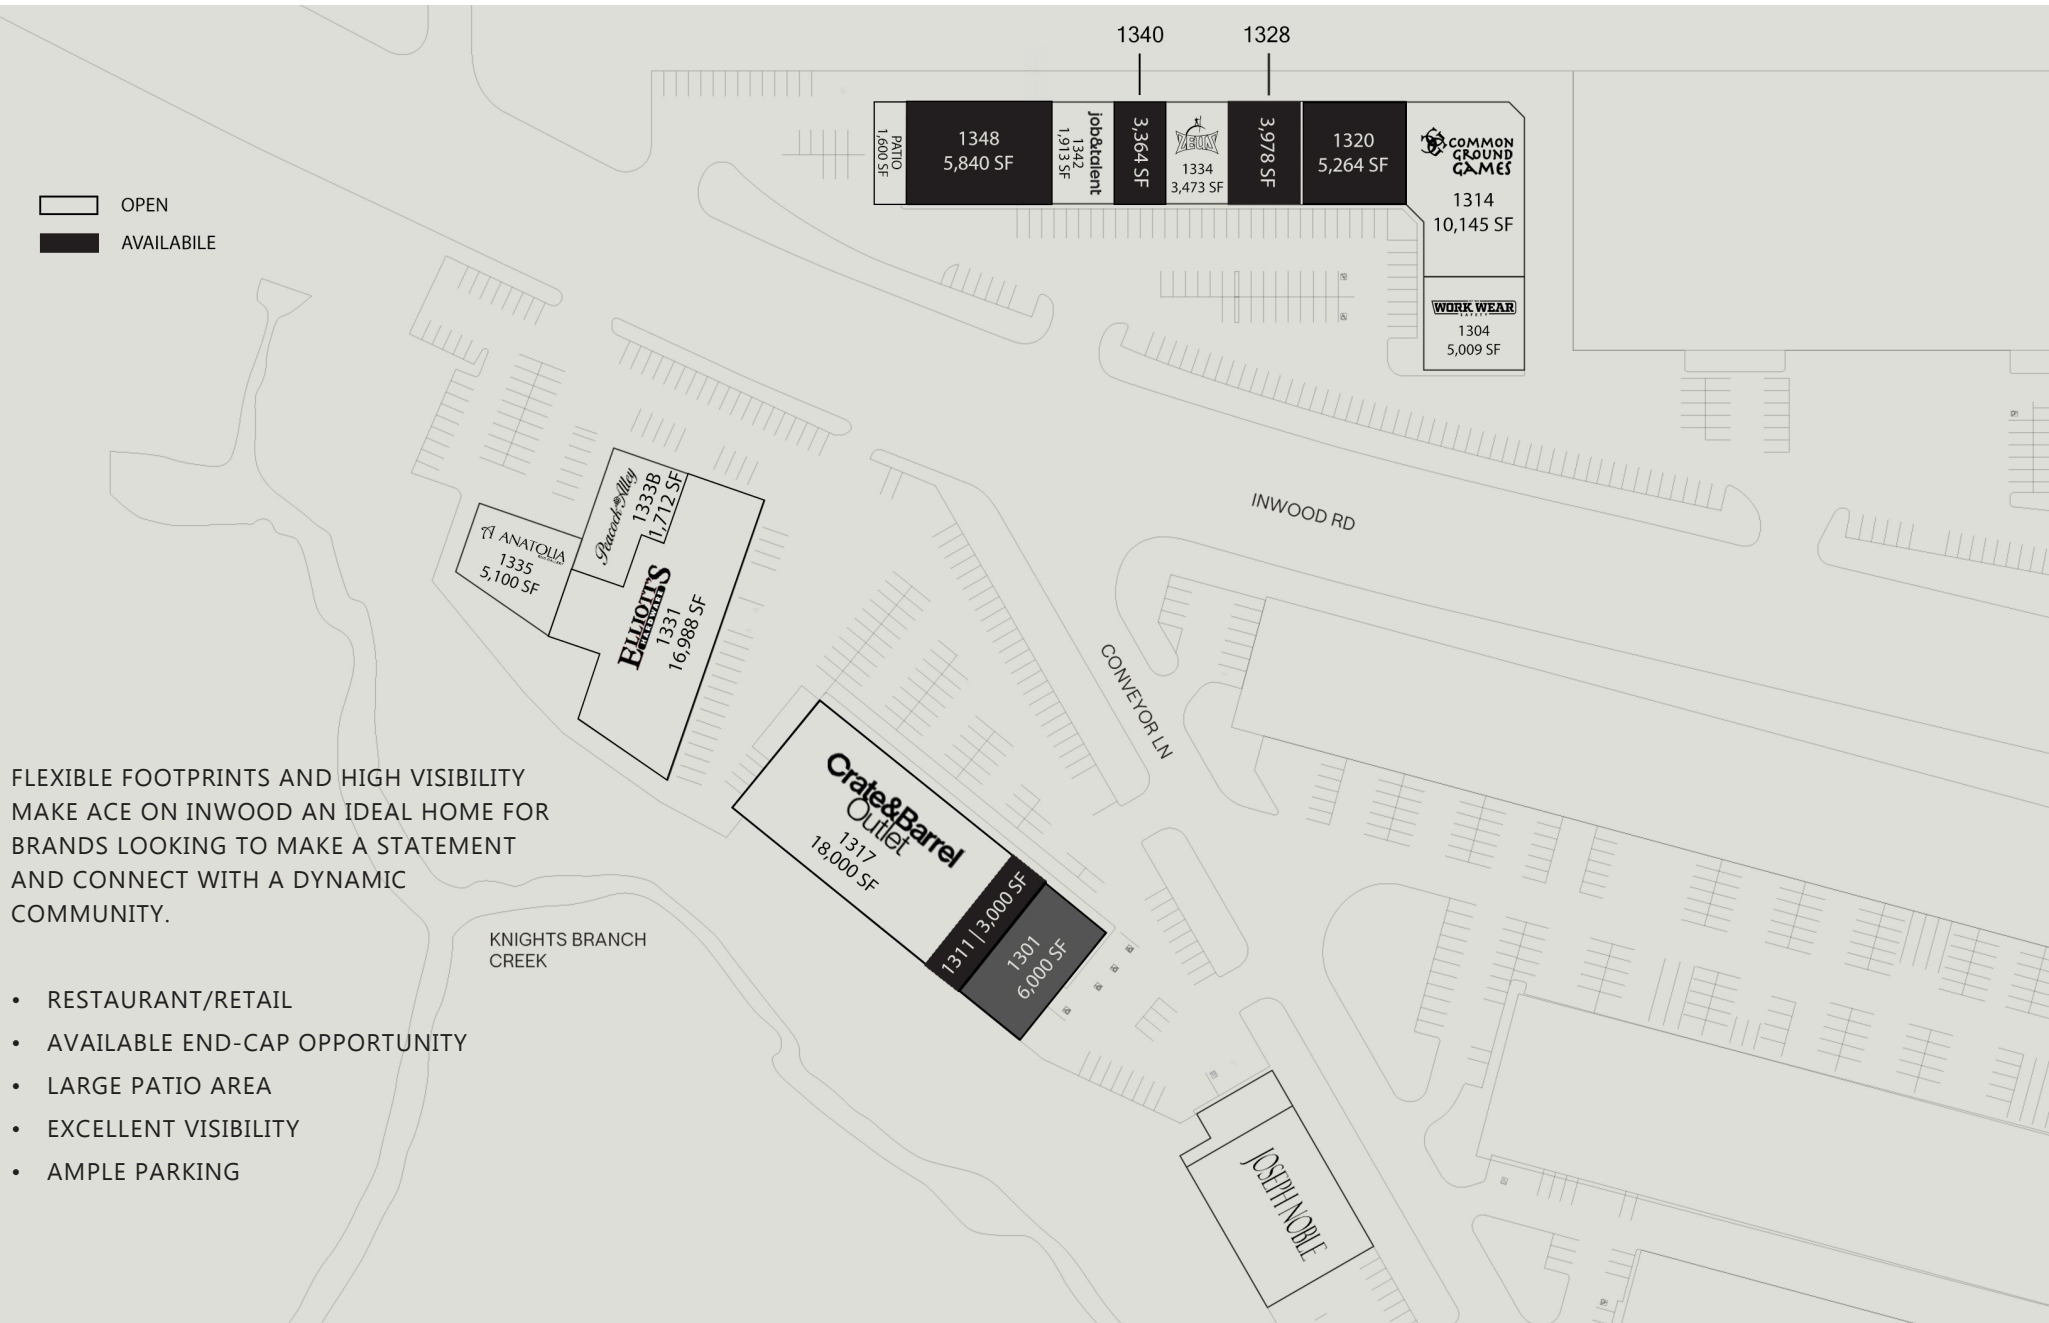 1340
1328
PATIO
1,600 SF
1348
5,840 SF
job&talent
1342
1,913 SF
3,364 SF
ZEUS
1334
3,473 SF
3,978 SF
1320
5,264 SF
COMMON
GROUND
GAMES
1314
10,145 SF
WORK WEAR
SAFETY
1304
5,009 SF
OPEN
AVAILABILE
INWOOD RD
CONVEYOR LN
Peacock Alley
1333B
1,712 SF
A ANATOLIA
1335
5,100 SF
ELLIOTT'S
HARDWARE
1331
16,988 SF
Crate&Barrel
Outlet
1317
18,000 SF
1311 | 3,000 SF
1301
6,000 SF
JOSEPH NOBLE
KNIGHTS BRANCH
CREEK
FLEXIBLE FOOTPRINTS AND HIGH VISIBILITY
MAKE ACE ON INWOOD AN IDEAL HOME FOR
BRANDS LOOKING TO MAKE A STATEMENT
AND CONNECT WITH A DYNAMIC
COMMUNITY.
• RESTAURANT/RETAIL
• AVAILABLE END-CAP OPPORTUNITY
• LARGE PATIO AREA
• EXCELLENT VISIBILITY
• AMPLE PARKING